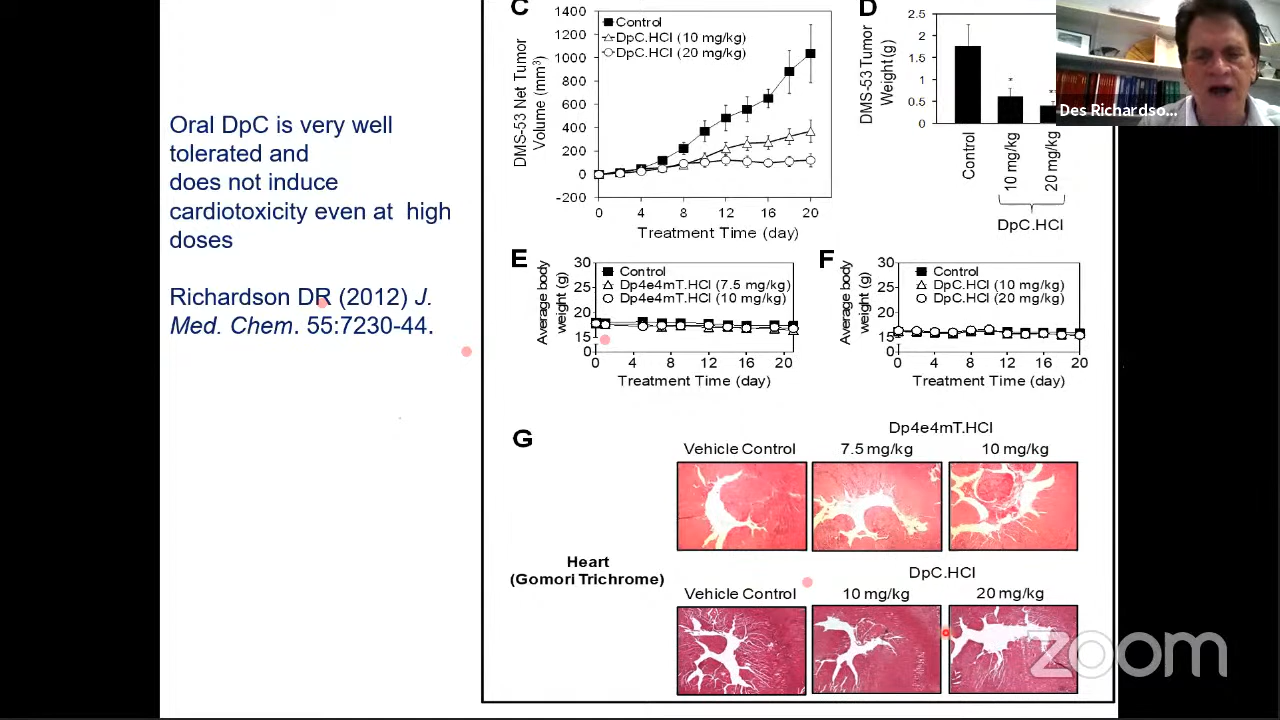 Oral DpC is very well
tolerated and
does not induce
cardiotoxicity even at high
doses
Richardson DR (2012) J.
Med. Chem. 55:7230-44.
C
DMS-53 Net Tumor
Volume (mm³)
1400
1200
1000
800
600
400
200
0
-200
Control
DpC.HCl (10 mg/kg)
DpC.HCl (20 mg/kg)
0 4 8 12 16 20
Treatment Time (day)
D
DMS-53 Tumor
Weight (g)
2.5
2
1.5
1
0.5
0
*
Control
10 mg/kg
20 mg/kg
DpC.HCl
Des Richardso...
E
Average body
weight (g)
30
25
20
15
0
Control
Dp4e4mT.HCl (7.5 mg/kg)
Dp4e4mT.HCl (10 mg/kg)
0 4 8 12 16 20
Treatment Time (day)
F
Average body
weight (g)
30
25
20
15
0
Control
DpC.HCl (10 mg/kg)
DpC.HCl (20 mg/kg)
0 4 8 12 16 20
Treatment Time (day)
G
Dp4e4mT.HCl
Vehicle Control 7.5 mg/kg 10 mg/kg
Heart
(Gomori Trichrome)
DpC.HCl
Vehicle Control 10 mg/kg 20 mg/kg
zoom